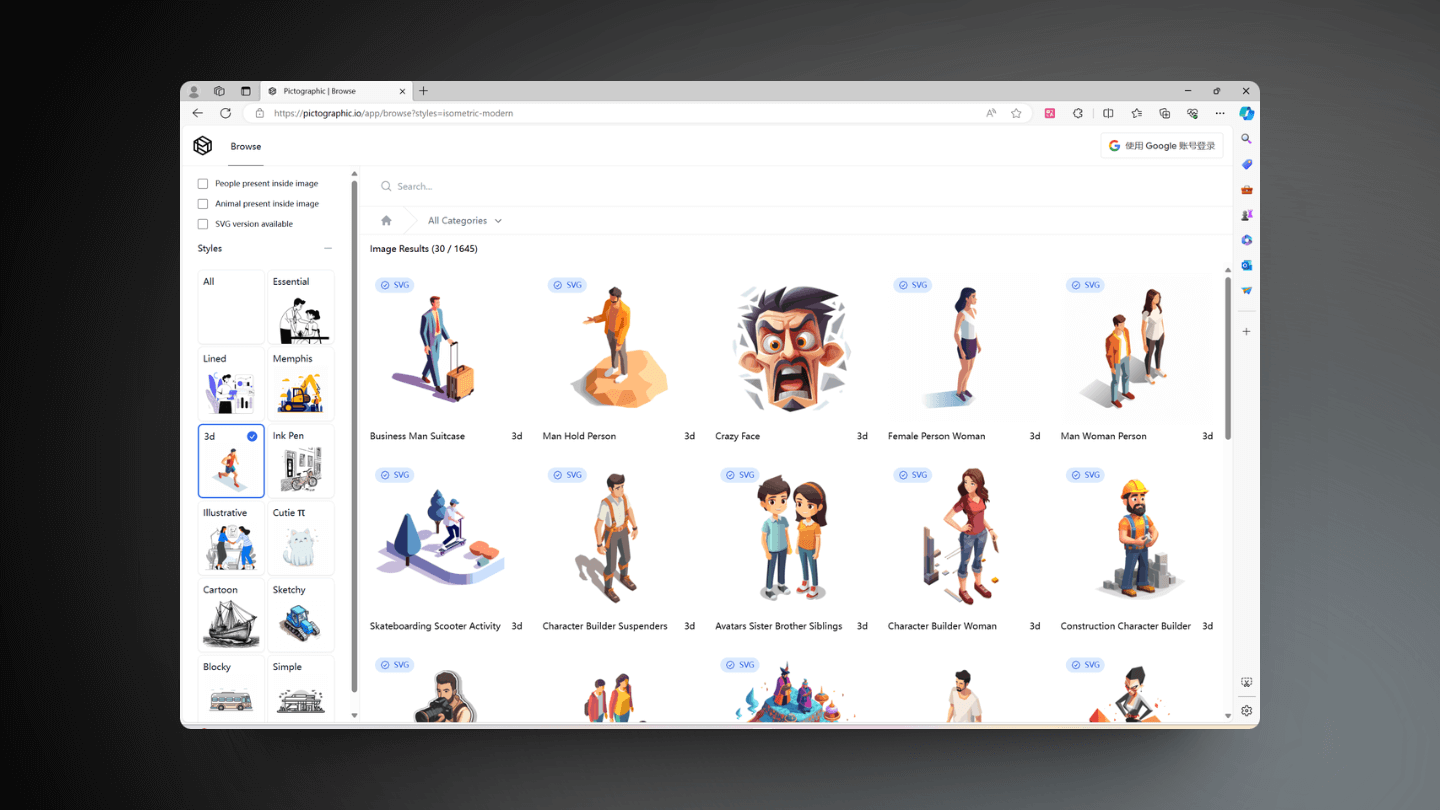 Pictographic | Browse
https://pictographic.io/app/browse?styles=isometric-modern
Browse
使用 Google 账号登录
People present inside image
Animal present inside image
SVG version available
Styles
All
Essential
Lined
Memphis
3d
Ink Pen
Illustrative
Cutie π
Cartoon
Sketchy
Blocky
Simple
Search...
All Categories
Image Results (30 / 1645)
SVG
SVG
SVG
SVG
Business Man Suitcase 3d
Man Hold Person 3d
Crazy Face 3d
Female Person Woman 3d
Man Woman Person 3d
SVG
SVG
SVG
SVG
SVG
Skateboarding Scooter Activity 3d
Character Builder Suspenders 3d
Avatars Sister Brother Siblings 3d
Character Builder Woman 3d
Construction Character Builder 3d
SVG
SVG
SVG